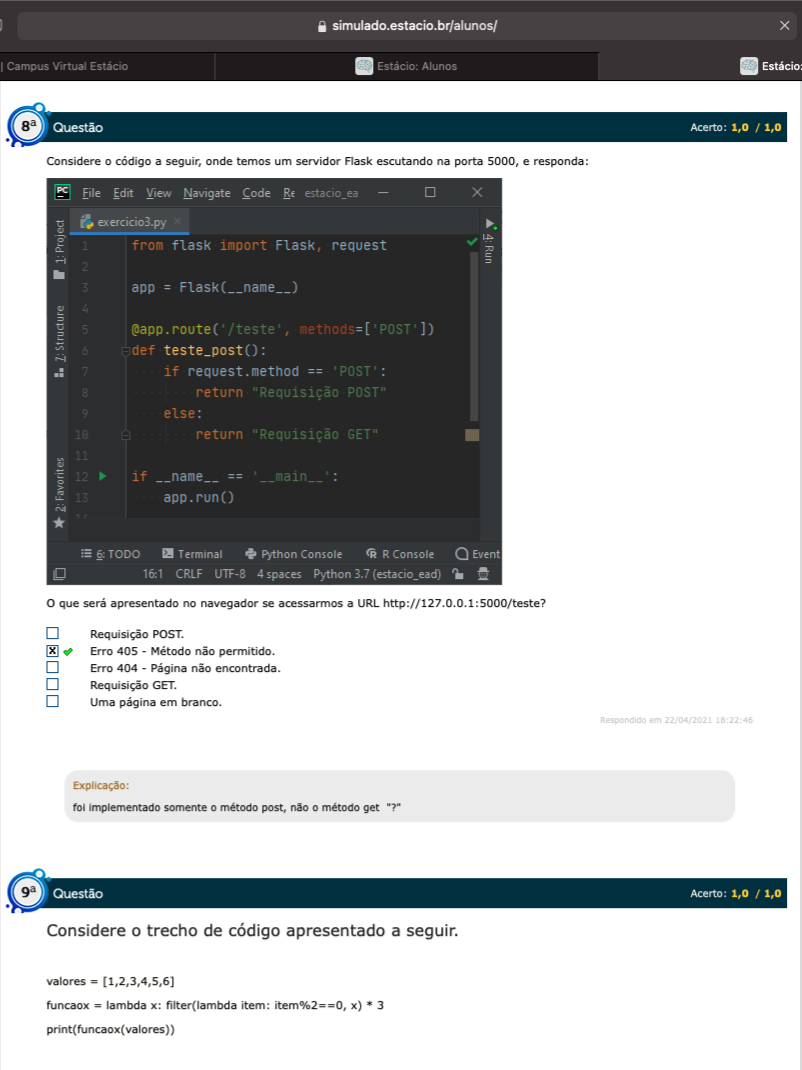 simulado.estacio.br/alunos/
| Campus Virtual Estácio
Estácio: Alunos
Estácio:
8ª Questão
Acerto: 1,0 / 1,0
Considere o código a seguir, onde temos um servidor Flask escutando na porta 5000, e responda:
PC File Edit View Navigate Code Re estacio_ea
exercicio3.py
1: Project
Z: Structure
2: Favorites
4: Run
1 from flask import Flask, request
2
3 app = Flask(__name__)
4
5 @app.route('/teste', methods=['POST'])
6 def teste_post():
7 if request.method == 'POST':
8 return "Requisição POST"
9 else:
10 return "Requisição GET"
11
12 if __name__ == '__main__':
13 app.run()
6: TODO Terminal Python Console R Console Event
16:1 CRLF UTF-8 4 spaces Python 3.7 (estacio_ead)
O que será apresentado no navegador se acessarmos a URL http://127.0.0.1:5000/teste?
Requisição POST.
X Erro 405 - Método não permitido.
Erro 404 - Página não encontrada.
Requisição GET.
Uma página em branco.
Respondido em 22/04/2021 18:22:46
Explicação:
foi implementado somente o método post, não o método get "?"
9ª Questão
Acerto: 1,0 / 1,0
Considere o trecho de código apresentado a seguir.
valores = [1,2,3,4,5,6]
funcaox = lambda x: filter(lambda item: item%2==0, x) * 3
print(funcaox(valores))